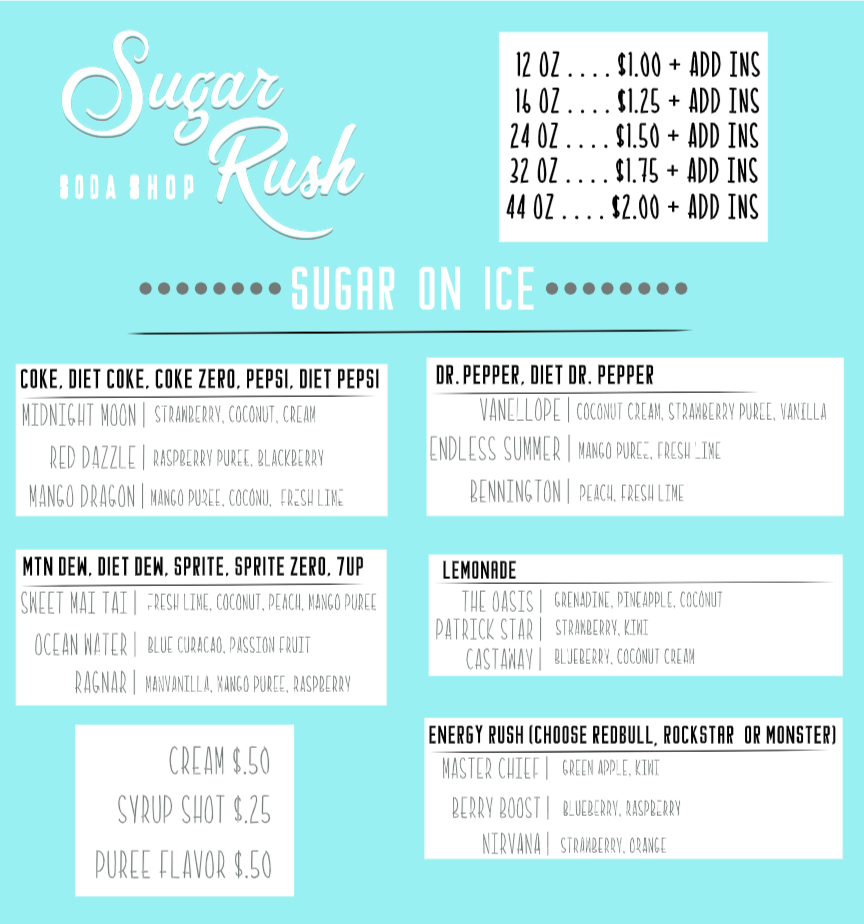 Sugar
Rush
SODA SHOP
12 OZ .... $1.00 + ADD INS
16 OZ .... $1.25 + ADD INS
24 OZ .... $1.50 + ADD INS
32 OZ .... $1.75 + ADD INS
44 OZ .... $2.00 + ADD INS
SUGAR ON ICE
COKE, DIET COKE, COKE ZERO, PEPSI, DIET PEPSI
MIDNIGHT MOON | STRAWBERRY, COCONUT, CREAM
RED DAZZLE | RASPBERRY PUREE, BLACKBERRY
MANGO DRAGON | MANGO PUREE, COCONU, FRESH LIME
DR. PEPPER, DIET DR. PEPPER
VANELLOPE | COCONUT CREAM, STRAWBERRY PUREE, VANILLA
ENDLESS SUMMER | MANGO PUREE, FRESH LIME
BENNINGTON | PEACH, FRESH LIME
MTN DEW, DIET DEW, SPRITE, SPRITE ZERO, 7UP
SWEET MAI TAI | FRESH LIME, COCONUT, PEACH, MANGO PUREE
OCEAN WATER | BLUE CURACAO, PASSION FRUIT
RAGNAR | MANVANILLA, MANGO PUREE, RASPBERRY
LEMONADE
THE OASIS | GRENADINE, PINEAPPLE, COCONUT
PATRICK STAR | STRAWBERRY, KIWI
CASTAWAY | BLUEBERRY, COCONUT CREAM
CREAM $.50
SYRUP SHOT $.25
PUREE FLAVOR $.50
ENERGY RUSH (CHOOSE REDBULL, ROCKSTAR OR MONSTER)
MASTER CHIEF | GREEN APPLE, KIWI
BERRY BOOST | BLUEBERRY, RASPBERRY
NIRVANA | STRAWBERRY, ORANGE